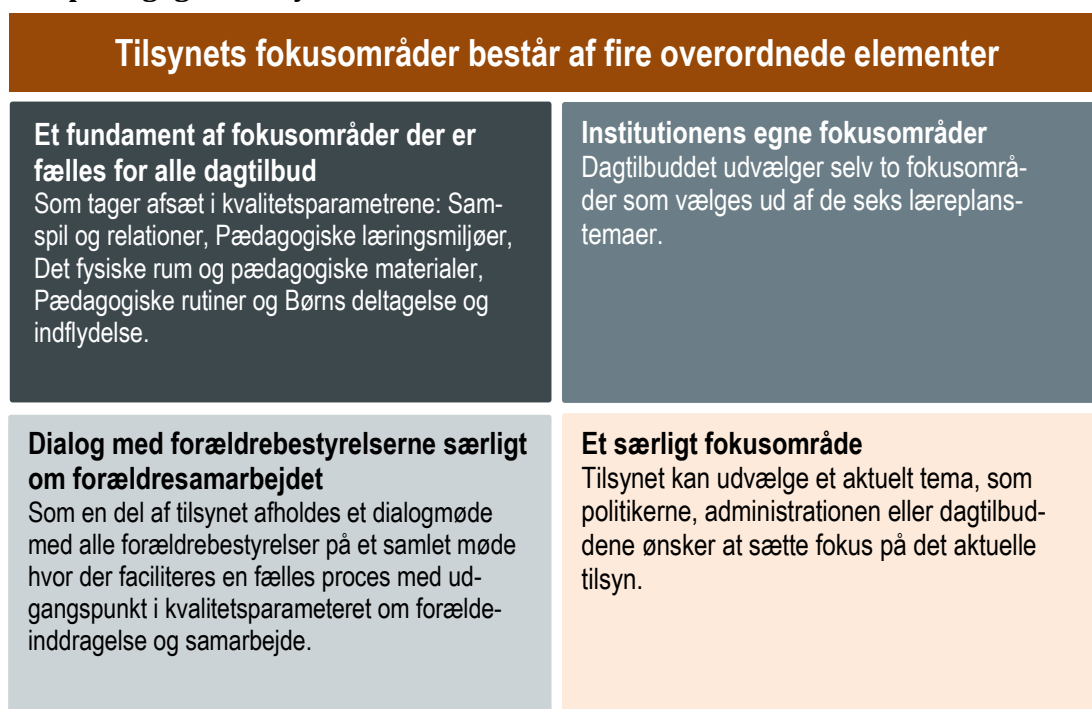 Tilsynets fokusområder består af fire overordnede elementer
Et fundament af fokusområder der er
fælles for alle dagtilbud
Som tager afsæt i kvalitetsparametrene: Sam-
spil og relationer, Pædagogiske læringsmiljøer,
Det fysiske rum og pædagogiske materialer,
Pædagogiske rutiner og Børns deltagelse og
indflydelse.
Institutionens egne fokusområder
Dagtilbuddet udvælger selv to fokusområ-
der som vælges ud af de seks læreplans-
temaer.
Dialog med forældrebestyrelserne særligt
om forældresamarbejdet
Som en del af tilsynet afholdes et dialogmøde
med alle forældrebestyrelser på et samlet møde
hvor der faciliteres en fælles proces med ud-
gangspunkt i kvalitetsparameteret om forælde-
inddragelse og samarbejde.
Et særligt fokusområde
Tilsynet kan udvælge et aktuelt tema, som
politikerne, administrationen eller dagtilbud-
dene ønsker at sætte fokus på det aktuelle
tilsyn.